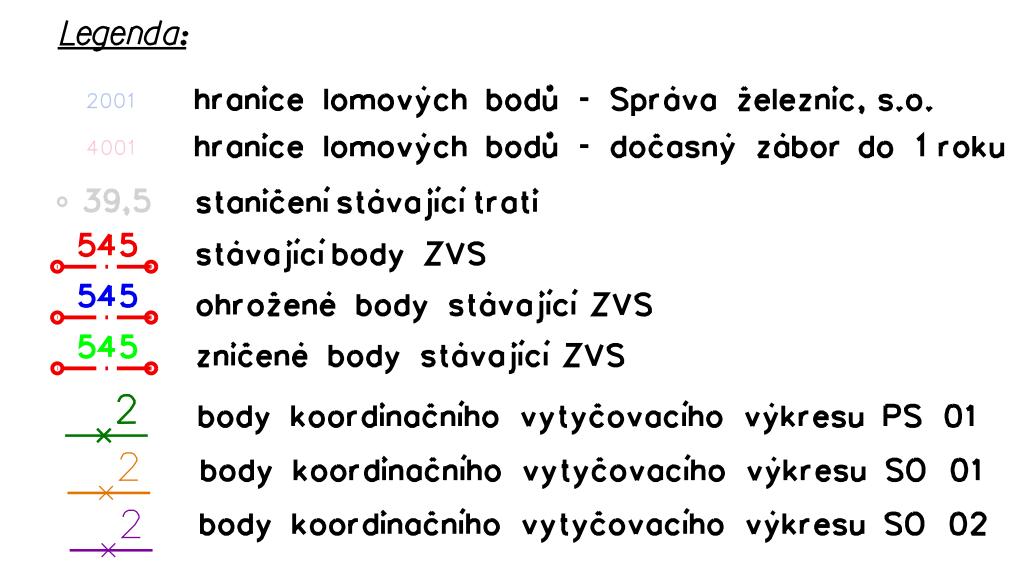 Legenda:
2001 hranice lomových bodů - Správa železnic, s.o.
4001 hranice lomových bodů - dočasný zábor do 1 roku
39,5 staničení stávající trati
545 stávající body ZVS
545 ohrožené body stávající ZVS
545 zničené body stávající ZVS
2 body koordinačního vytyčovacího výkresu PS 01
2 body koordinačního vytyčovacího výkresu SO 01
2 body koordinačního vytyčovacího výkresu SO 02